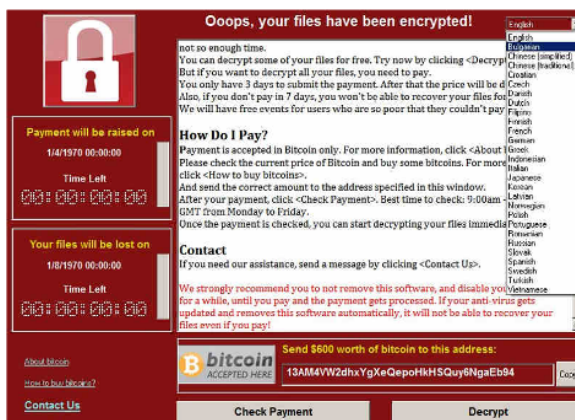 Ooops, your files have been encrypted!
English
not so enough time.
You can decrypt some of your files for free. Try now by clicking <Decryp
But if you want to decrypt all your files, you need to pay.
You only have 3 days to submit the payment. After that the price will be d
Also, if you don't pay in 7 days, you won't be able to recover your files for
We will have free events for users who are so poor that they couldn't pay
How Do I Pay?
Payment is accepted in Bitcoin only. For more information, click <About
Please check the current price of Bitcoin and buy some bitcoins. For more
click <How to buy bitcoins>.
And send the correct amount to the address specified in this window.
After your payment, click <Check Payment>. Best time to check: 9:00am
GMT from Monday to Friday.
Once the payment is checked, you can start decrypting your files immedia
Contact
If you need our assistance, send a message by clicking <Contact Us>.
We strongly recommend you to not remove this software, and disable you
for a while, until you pay and the payment gets processed. If your anti-virus gets
updated and removes this software automatically, it will not be able to recover your
files even if you pay!
English
Bulgarian
Chinese (simplified)
Chinese (traditional)
Croatian
Czech
Danish
Dutch
Filipino
Finnish
French
German
Greek
Indonesian
Italian
Japanese
Korean
Latvian
Norwegian
Polish
Portuguese
Romanian
Russian
Slovak
Spanish
Swedish
Turkish
Vietnamese
Payment will be raised on
1/4/1970 00:00:00
Time Left
00:00:00:00
Your files will be lost on
1/8/1970 00:00:00
Time Left
00:00:00:00
About bitcoin
How to buy bitcoins?
Contact Us
bitcoin
ACCEPTED HERE
Send $600 worth of bitcoin to this address:
13AM4VW2dhxYgXeQepoHkHSQuy6NgaEb94
Copy
Check Payment
Decrypt